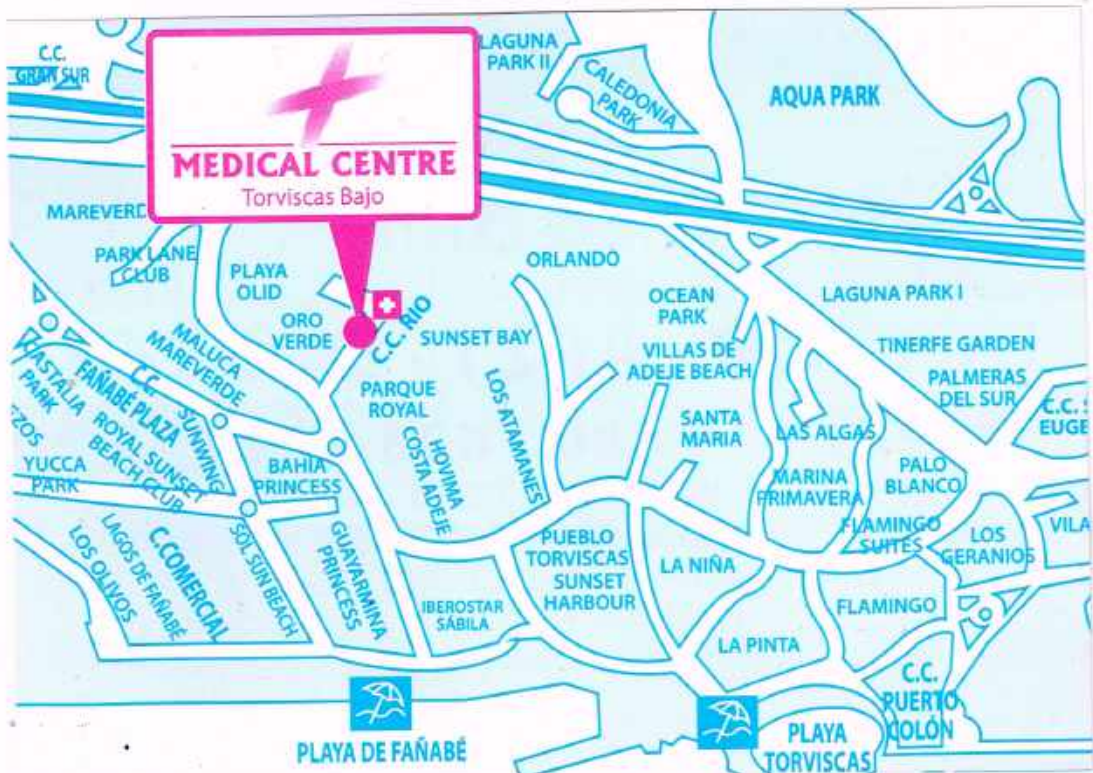 C.C.
GRAN SUR
MEDICAL CENTRE
Torviscas Bajo
LAGUNA
PARK II
CALEDONIA
PARK
AQUA PARK
PARK LANE
CLUB
PLAYA
OLID
ORO
VERDE
C.C. RIO
SUNSET BAY
ORLANDO
OCEAN
PARK
LAGUNA PARK I
VILLAS DE
ADEJE BEACH
TINERFE GARDEN
PALMERAS
DEL SUR
MALUCA
MAREVERDE
PARQUE
ROYAL
LOS ATAMANES
SANTA
MARIA
LAS ALGAS
CASTALIA
PARK
C.C.
FAÑABÉ PLAZA
SUNWING
ROYAL SUNSET
BEACH CLUB
YUCCA
PARK
BAHIA
PRINCESS
HOVIMA
COSTA ADEJE
MARINA
PRIMAVERA
PALO
BLANCO
FLAMINGO
SUITES
LOS
GERANIOS
LOS OLIVOS
LAGOS DE FAÑABÉ
C.COMERCIAL
SOL SUN BEACH
GUAYARMINA
PRINCESS
IBEROSTAR
SÁBILA
PUEBLO
TORVISCAS
SUNSET
HARBOUR
LA NIÑA
FLAMINGO
LA PINTA
C.C.
PUERTO
COLÓN
PLAYA DE FAÑABÉ
PLAYA
TORVISCAS